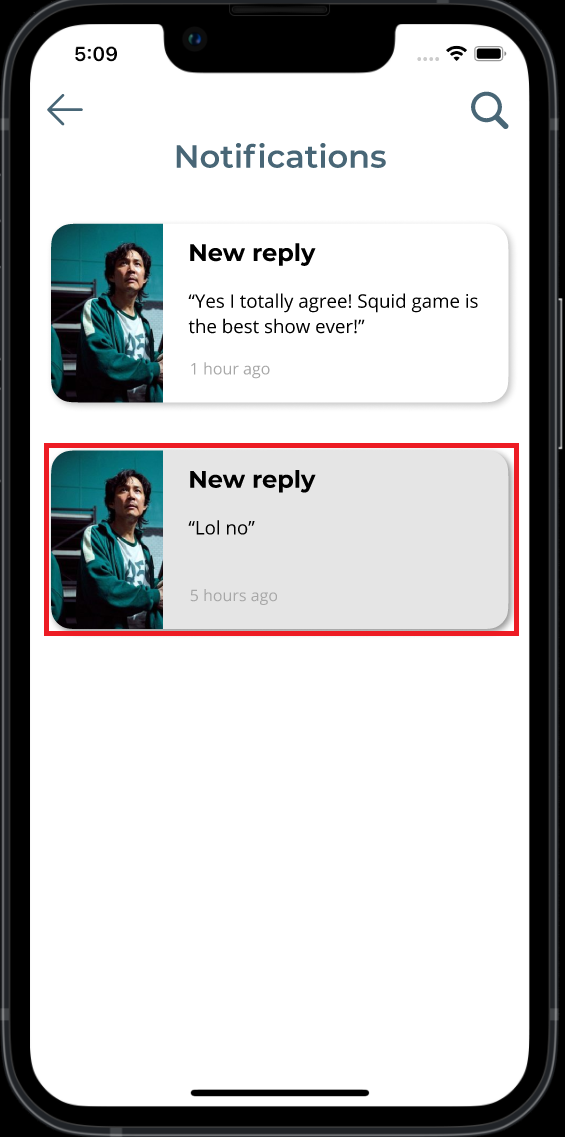 5:09
Notifications
New reply
“Yes I totally agree! Squid game is
the best show ever!”
1 hour ago
New reply
“Lol no”
5 hours ago